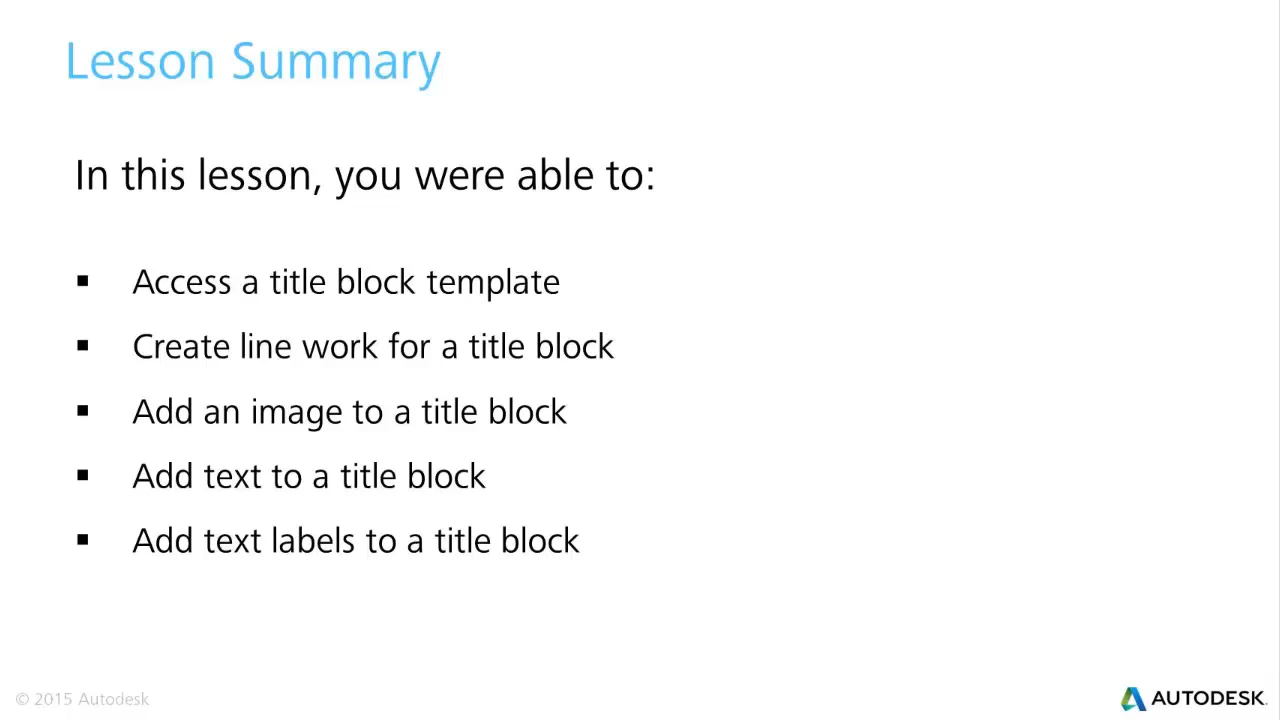 Lesson Summary
In this lesson, you were able to:
▪ Access a title block template
▪ Create line work for a title block
▪ Add an image to a title block
▪ Add text to a title block
▪ Add text labels to a title block
© 2015 Autodesk
AUTODESK.